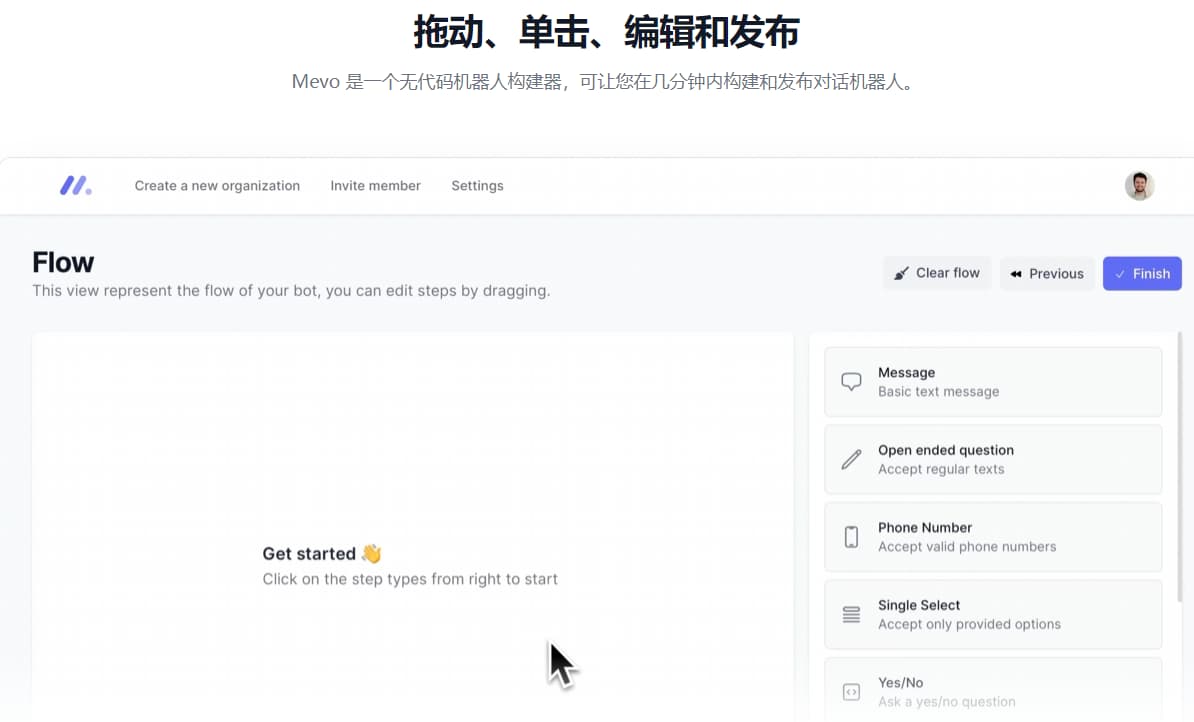 拖动、单击、编辑和发布
Mevo 是一个无代码机器人构建器，可让您在几分钟内构建和发布对话机器人。
Create a new organization Invite member Settings
Flow
This view represent the flow of your bot, you can edit steps by dragging.
Clear flow Previous Finish
Get started 👋
Click on the step types from right to start
Message
Basic text message
Open ended question
Accept regular texts
Phone Number
Accept valid phone numbers
Single Select
Accept only provided options
Yes/No
Ask a yes/no question